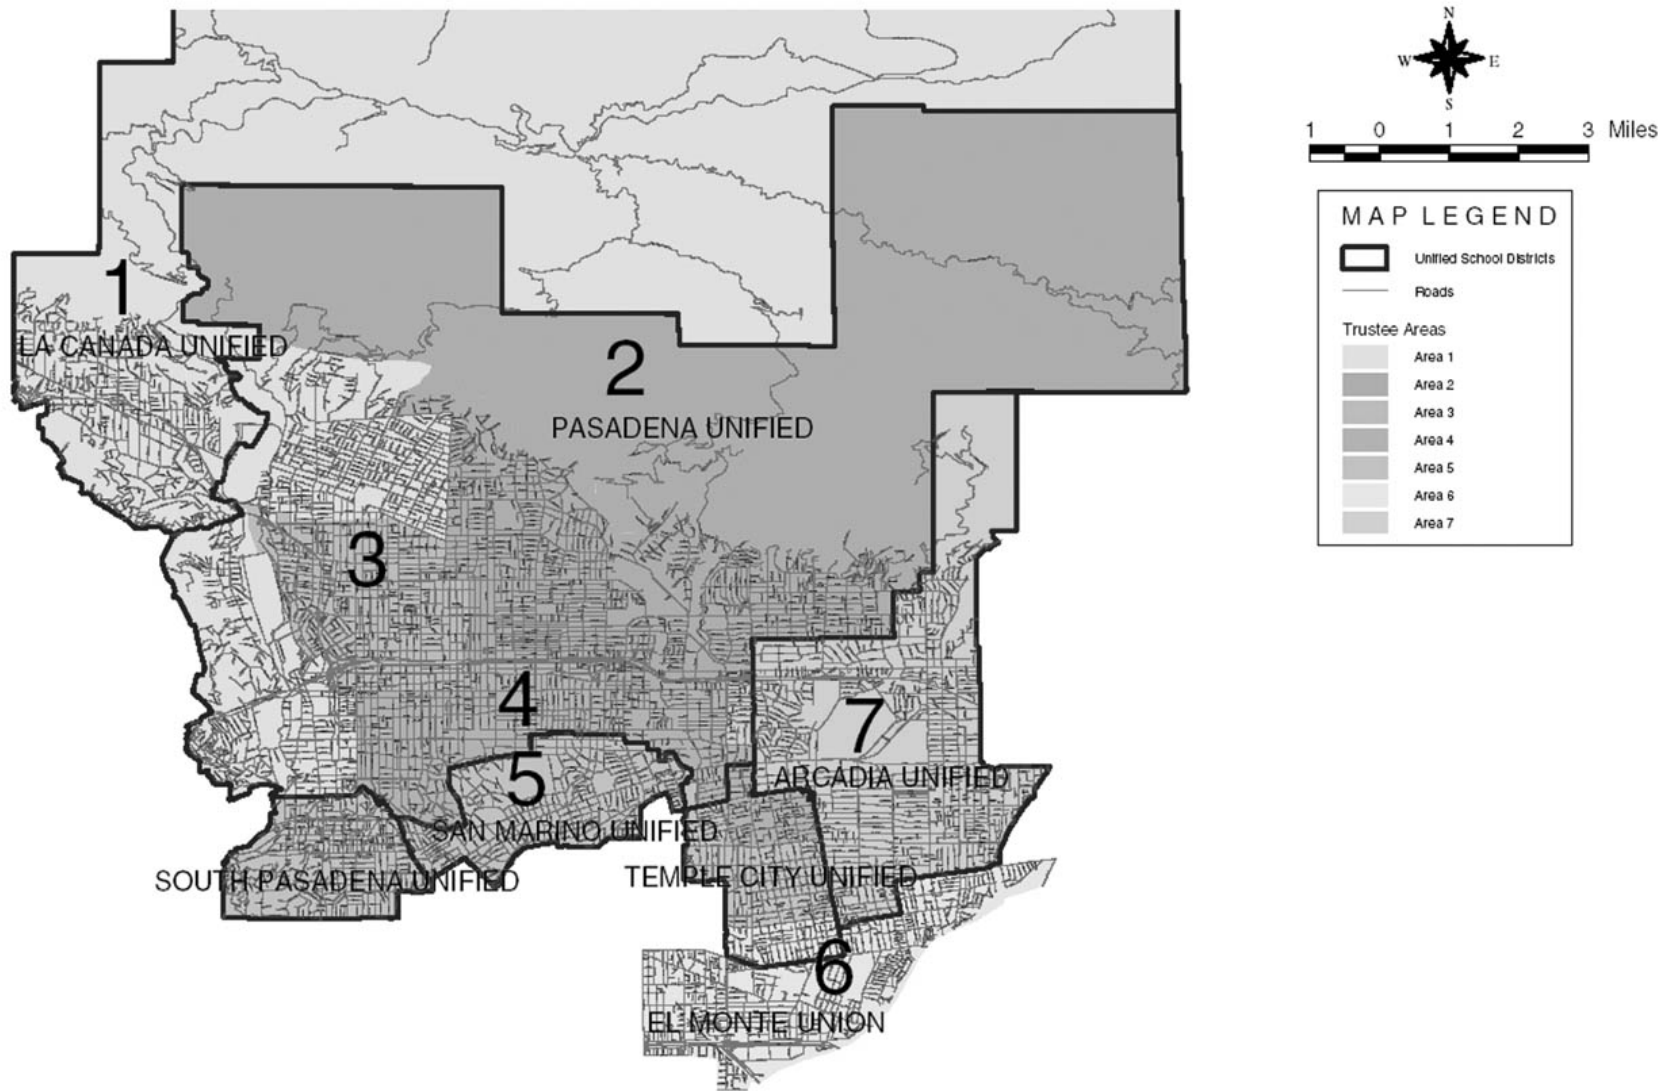 N
W E
S
1 0 1 2 3 Miles
MAP LEGEND
Unified School Districts
Roads
Trustee Areas
Area 1
Area 2
Area 3
Area 4
Area 5
Area 6
Area 7
1
LA CANADA UNIFIED
2
PASADENA UNIFIED
3
4
7
5
ARCADIA UNIFIED
SAN MARINO UNIFIED
SOUTH PASADENA UNIFIED
TEMPLE CITY UNIFIED
6
EL MONTE UNION